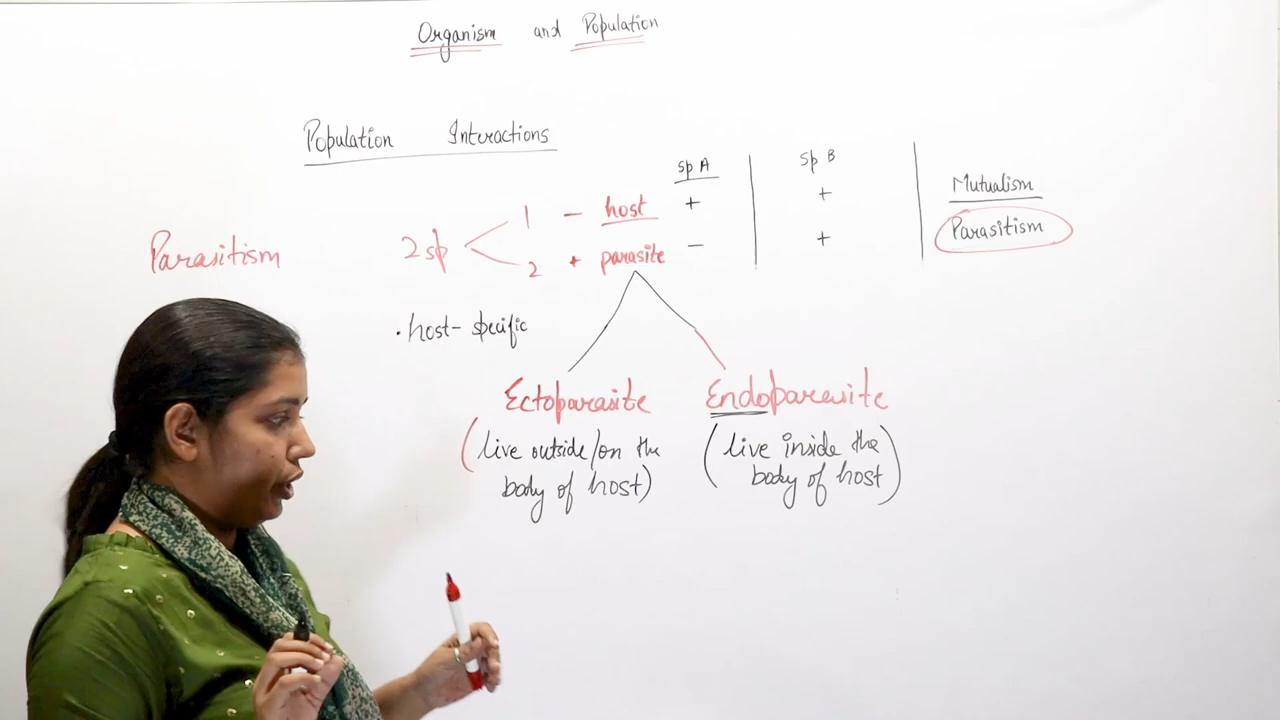 Organism and Population
Population Interactions
sp A sp B
+ + Mutualism
- + Parasitism
Parasitism 2 sp
1 - host
2 + parasite
. host- specific
Ectoparasite Endoparasite
(live outside/on the (live inside the
body of host) body of host)